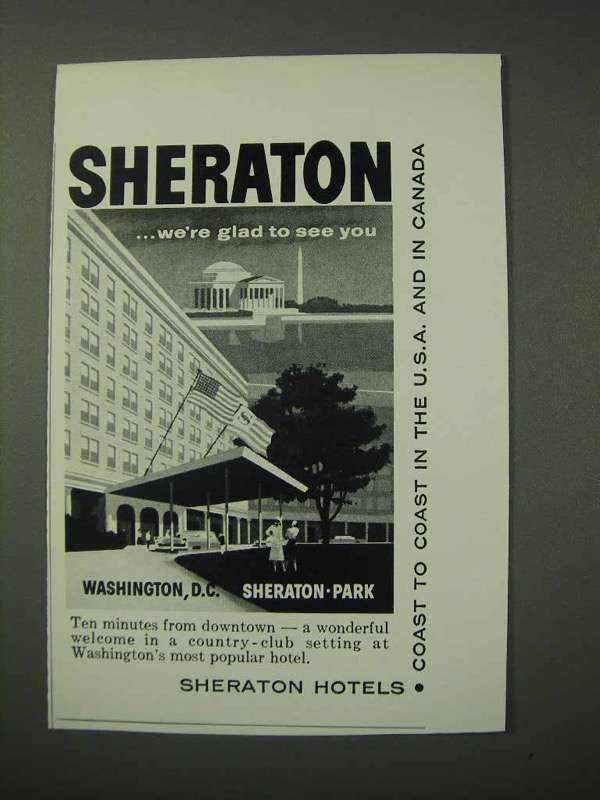 SHERATON
...we're glad to see you
S
WASHINGTON, D.C. SHERATON·PARK
Ten minutes from downtown — a wonderful
welcome in a country-club setting at
Washington's most popular hotel.
SHERATON HOTELS •
COAST TO COAST IN THE U.S.A. AND IN CANADA